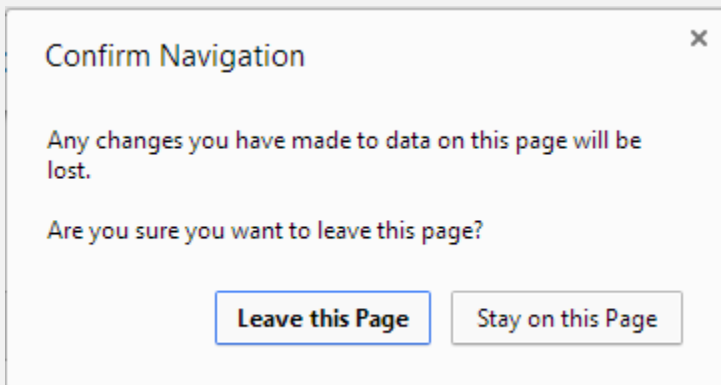 Confirm Navigation
Any changes you have made to data on this page will be
lost.
Are you sure you want to leave this page?
Leave this Page
Stay on this Page